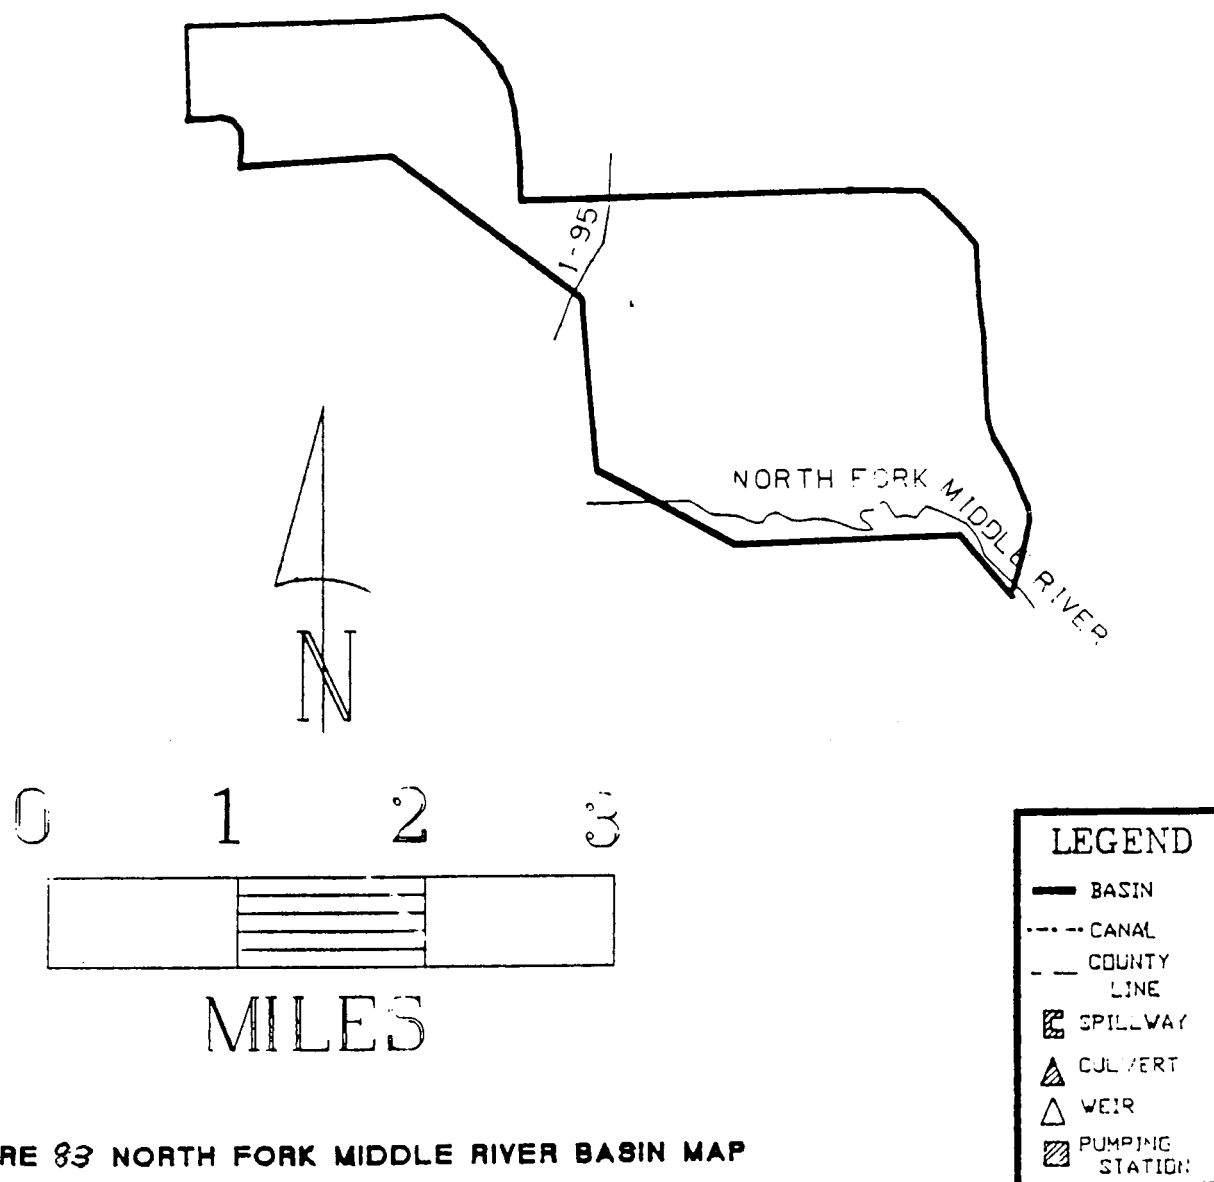 I-95
NORTH FORK MIDDLE RIVER
N
0 1 2 3
MILES
LEGEND
BASIN
CANAL
COUNTY
LINE
SPILLWAY
CULVERT
WEIR
PUMPING
STATION
RE 83 NORTH FORK MIDDLE RIVER BASIN MAP